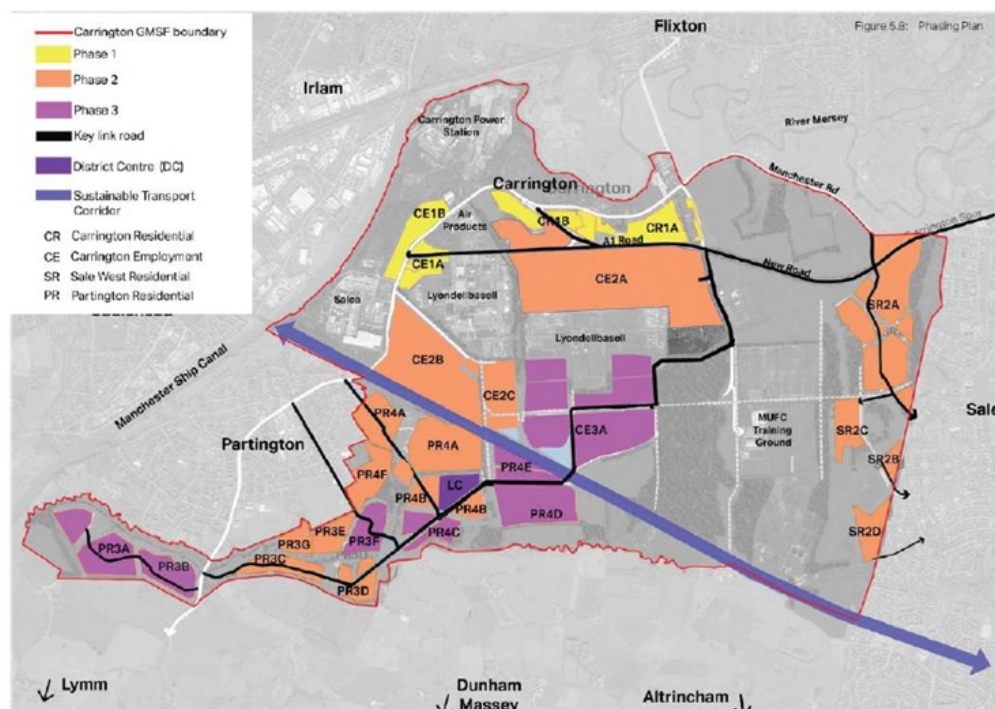 Figure 5.8: Phasing Plan
Carrington GMSF boundary
Phase 1
Phase 2
Phase 3
Key link road
District Centre (DC)
Sustainable Transport
Corridor
CR Carrington Residential
CE Carrington Employment
SR Sale West Residential
PR Partington Residential
Flixton
Irlam
Carrington Power
Station
River Mersey
Manchester Rd
Carrington
Carrington
CE1B
Air
Products
CR1B
CR1A
A1 Road
CE1A
New Road
CE2A
Lyondellbasell
Lyondellbasell
SR2A
Manchester Ship Canal
CE2B
CE2C
PR4A
PR4A
CE3A
MUFC
Training
Ground
Sale
SR2C
SR2B
Partington
PR4F
PR4E
LC
PR4B
PR4B
PR4D
SR2D
PR4C
PR3E
PR3F
PR3G
PR3A
PR3B
PR3C
PR3D
Lymm
Dunham
Massey
Altrincham